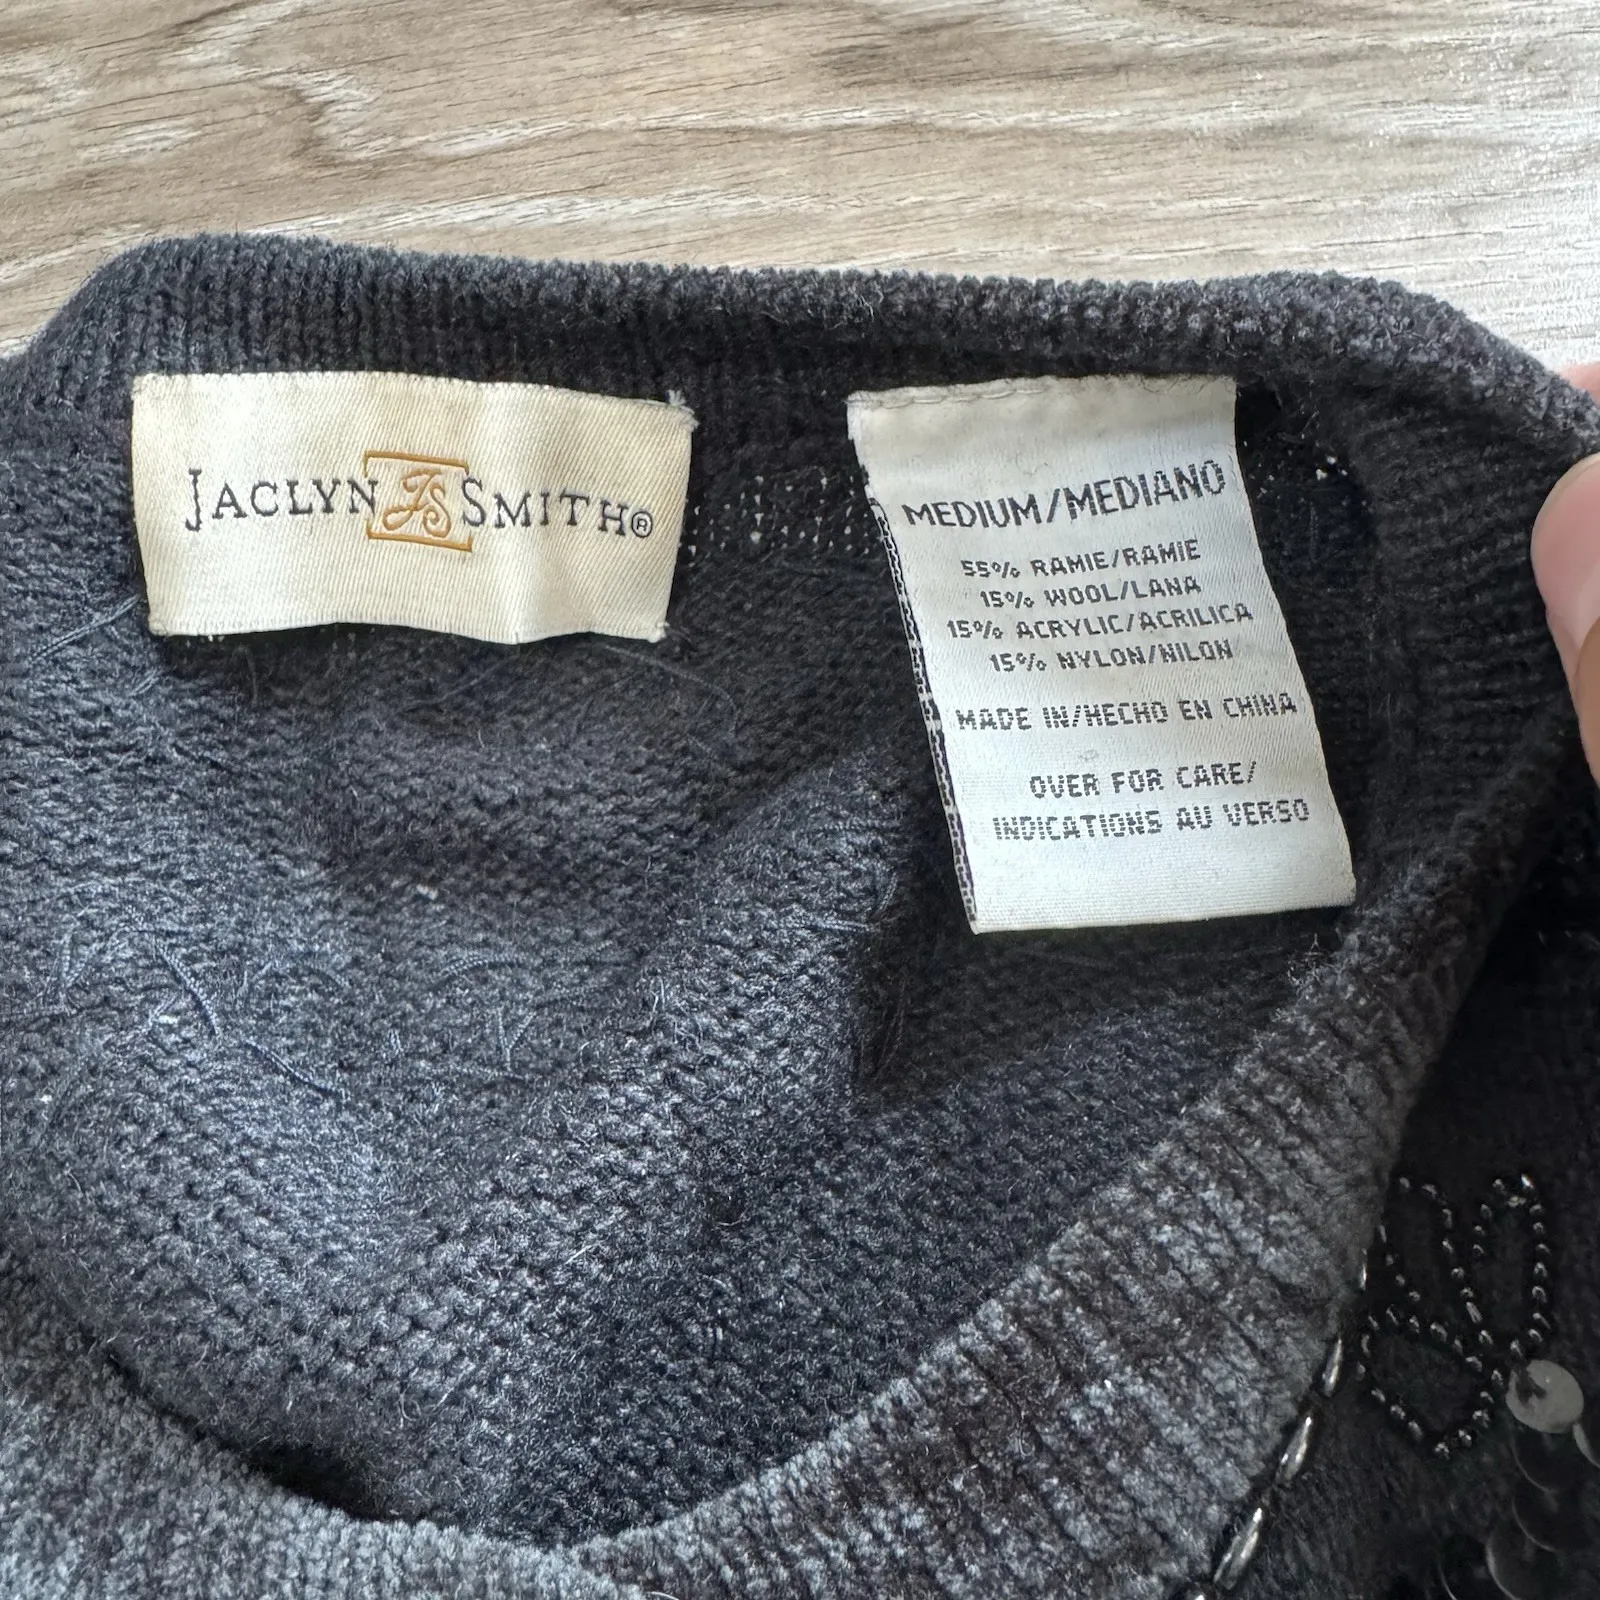 JACLYN JS SMITH®
MEDIUM/MEDIANO
55% RAMIE/RAMIE
15% WOOL/LANA
15% ACRYLIC/ACRILICA
15% NYLON/NILON
MADE IN/HECHO EN CHINA
OVER FOR CARE/
INDICATIONS AU VERSO